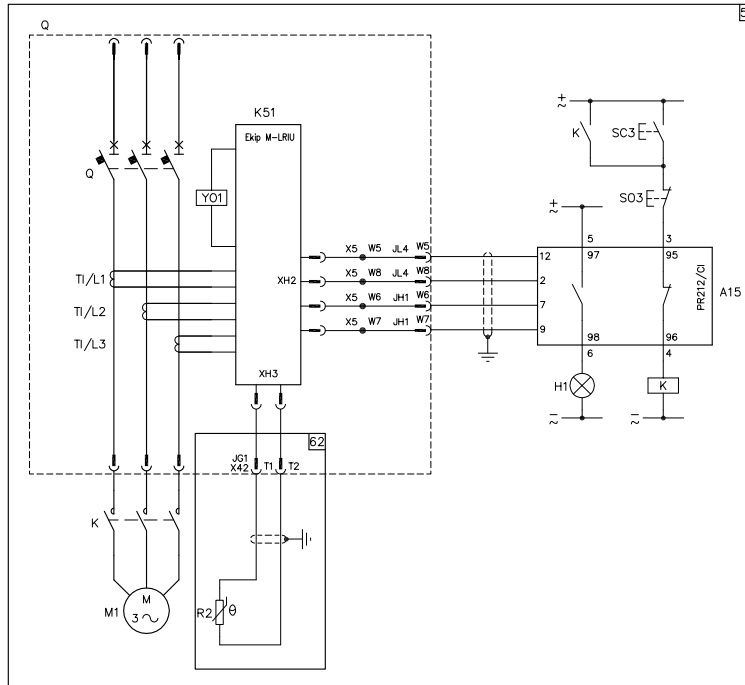 5
Q
K51
Ekip M-LRIU
Q
YO1
TI/L1
TI/L2
TI/L3
XH2
XH3
X5 W5 JL4 W5
X5 W8 JL4 W8
X5 W6 JH1 W6
X5 W7 JH1 W7
K
SC3
SO3
5 3
12 97 95
2
7
9
98 96
6 4
PR212/CI
A15
H1
K
62
JG1
X42 T1 T2
K
M1
M
3
R2 θ